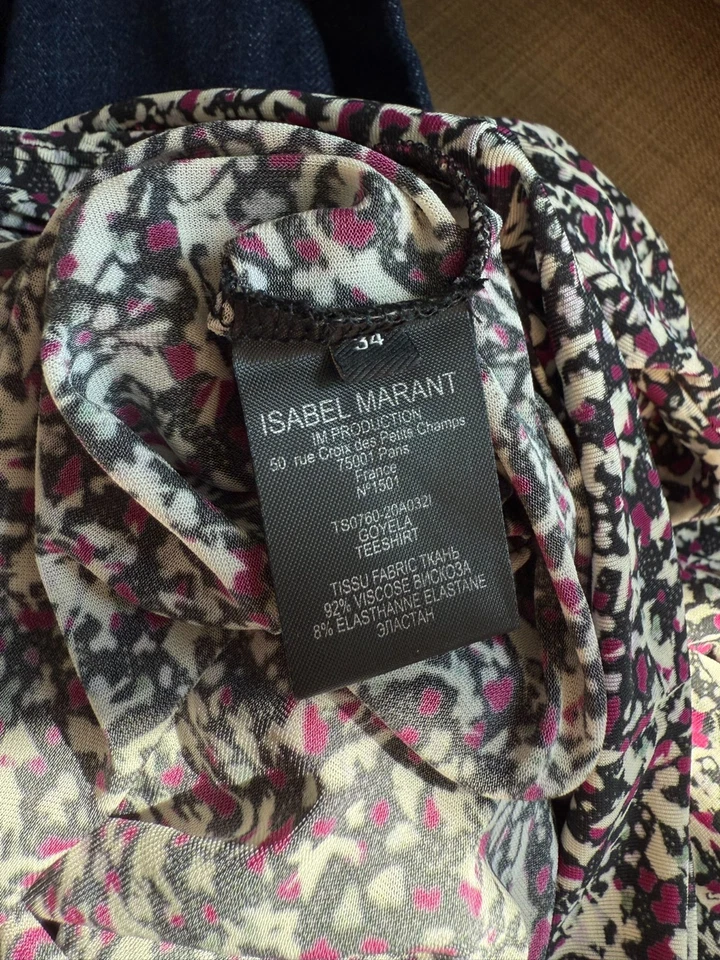 34
ISABEL MARANT
IM PRODUCTION
50 rue Croix des Petits Champs
75001 Paris
France
N°1501
TS0760-20A032I
GOYELA
TEESHIRT
TISSU FABRIC ТКАНЬ
92% VISCOSE ВИСКОЗА
8% ELASTHANNE ELASTANE
ЭЛАСТАН